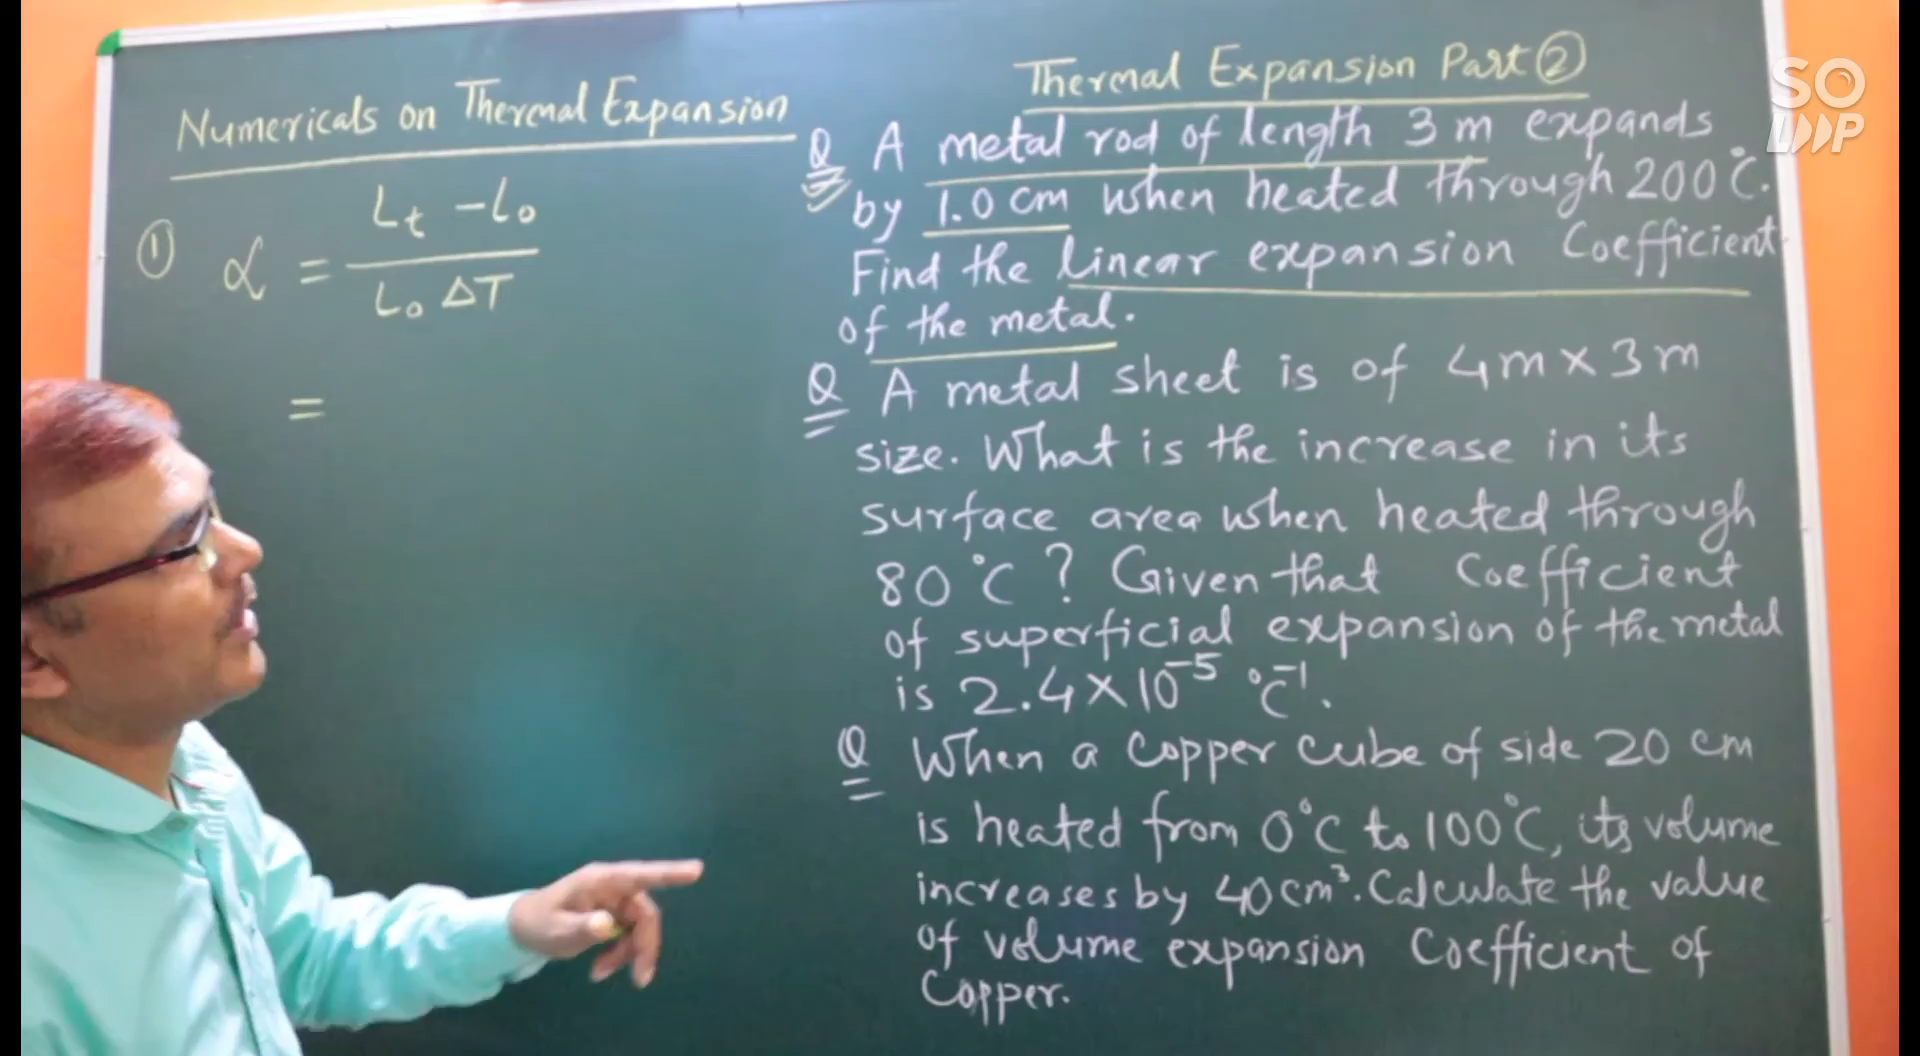 Numericals on Thermal Expansion
① α = Lt - Lo
Lo ΔT
=
Thermal Expansion Part ②
Q A metal rod of length 3 m expands
by 1.0 cm when heated through 200°C.
Find the linear expansion Coefficient
of the metal.
Q A metal sheet is of 4m × 3m
size. What is the increase in its
surface area when heated through
80°C? Given that Coefficient
of superficial expansion of the metal
is 2.4×10⁻⁵ °C⁻¹.
Q When a copper cube of side 20 cm
is heated from 0°C to 100°C, its volume
increases by 40cm³. Calculate the value
of volume expansion Coefficient of
Copper.
SO
LOOP